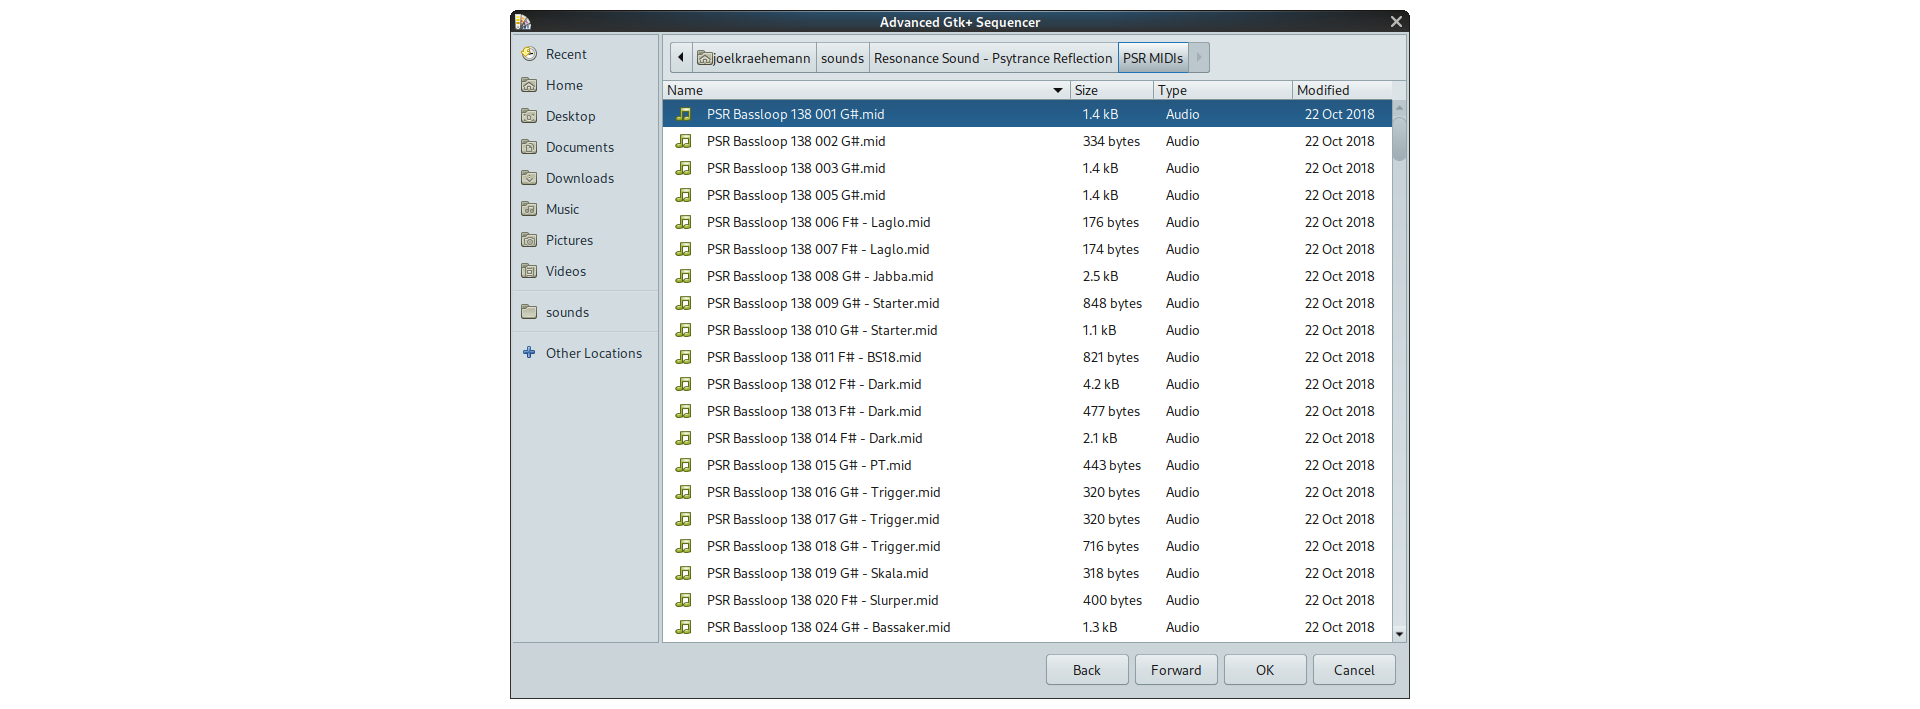 Advanced Gtk+ Sequencer
Recent
Home
Desktop
Documents
Downloads
Music
Pictures
Videos
sounds
Other Locations
joelkraehemann sounds Resonance Sound - Psytrance Reflection PSR MIDIs
Name Size Type Modified
PSR Bassloop 138 001 G#.mid 1.4 kB Audio 22 Oct 2018
PSR Bassloop 138 002 G#.mid 334 bytes Audio 22 Oct 2018
PSR Bassloop 138 003 G#.mid 1.4 kB Audio 22 Oct 2018
PSR Bassloop 138 005 G#.mid 1.4 kB Audio 22 Oct 2018
PSR Bassloop 138 006 F# - Laglo.mid 176 bytes Audio 22 Oct 2018
PSR Bassloop 138 007 F# - Laglo.mid 174 bytes Audio 22 Oct 2018
PSR Bassloop 138 008 G# - Jabba.mid 2.5 kB Audio 22 Oct 2018
PSR Bassloop 138 009 G# - Starter.mid 848 bytes Audio 22 Oct 2018
PSR Bassloop 138 010 G# - Starter.mid 1.1 kB Audio 22 Oct 2018
PSR Bassloop 138 011 F# - BS18.mid 821 bytes Audio 22 Oct 2018
PSR Bassloop 138 012 F# - Dark.mid 4.2 kB Audio 22 Oct 2018
PSR Bassloop 138 013 F# - Dark.mid 477 bytes Audio 22 Oct 2018
PSR Bassloop 138 014 F# - Dark.mid 2.1 kB Audio 22 Oct 2018
PSR Bassloop 138 015 G# - PT.mid 443 bytes Audio 22 Oct 2018
PSR Bassloop 138 016 G# - Trigger.mid 320 bytes Audio 22 Oct 2018
PSR Bassloop 138 017 G# - Trigger.mid 320 bytes Audio 22 Oct 2018
PSR Bassloop 138 018 G# - Trigger.mid 716 bytes Audio 22 Oct 2018
PSR Bassloop 138 019 G# - Skala.mid 318 bytes Audio 22 Oct 2018
PSR Bassloop 138 020 F# - Slurper.mid 400 bytes Audio 22 Oct 2018
PSR Bassloop 138 024 G# - Bassaker.mid 1.3 kB Audio 22 Oct 2018
Back Forward OK Cancel